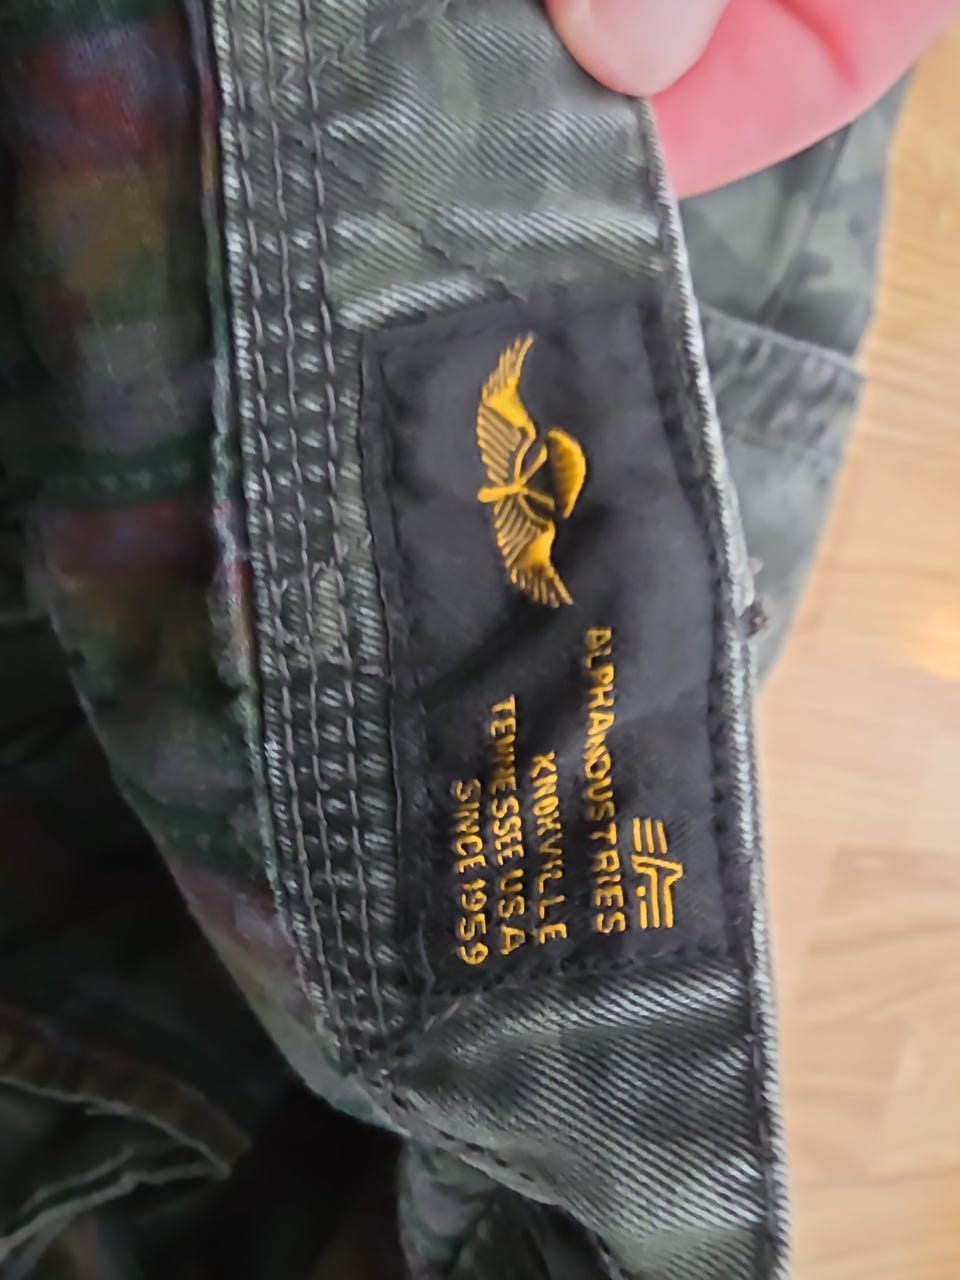 ALPHAINDUSTRIES
KNOXVILLE
TENNESSEE USA
SINCE 1959